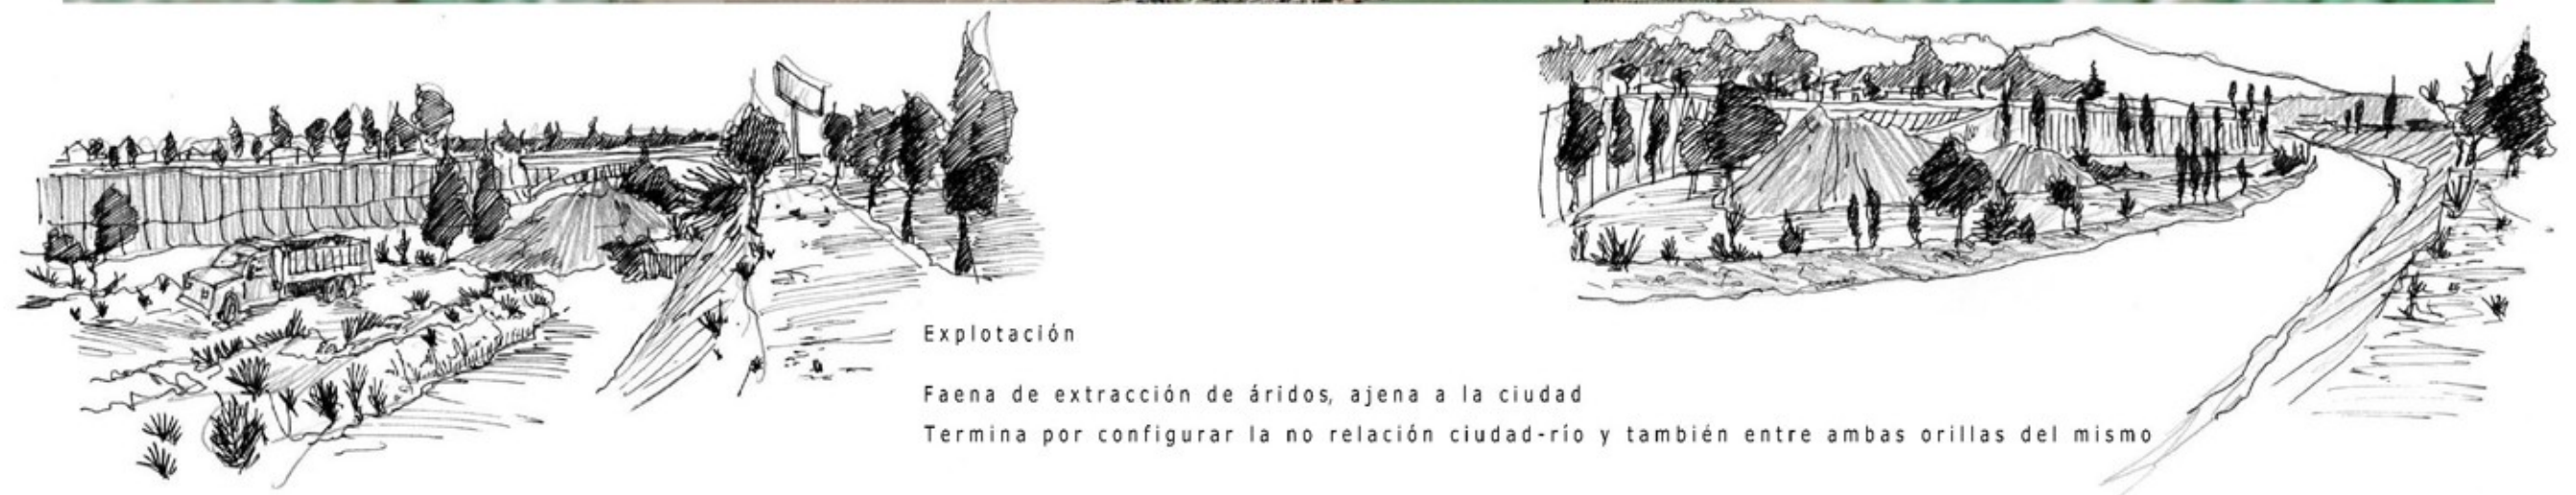 Explotación
Faena de extracción de áridos, ajena a la ciudad
Termina por configurar la no relación ciudad-río y también entre ambas orillas del mismo